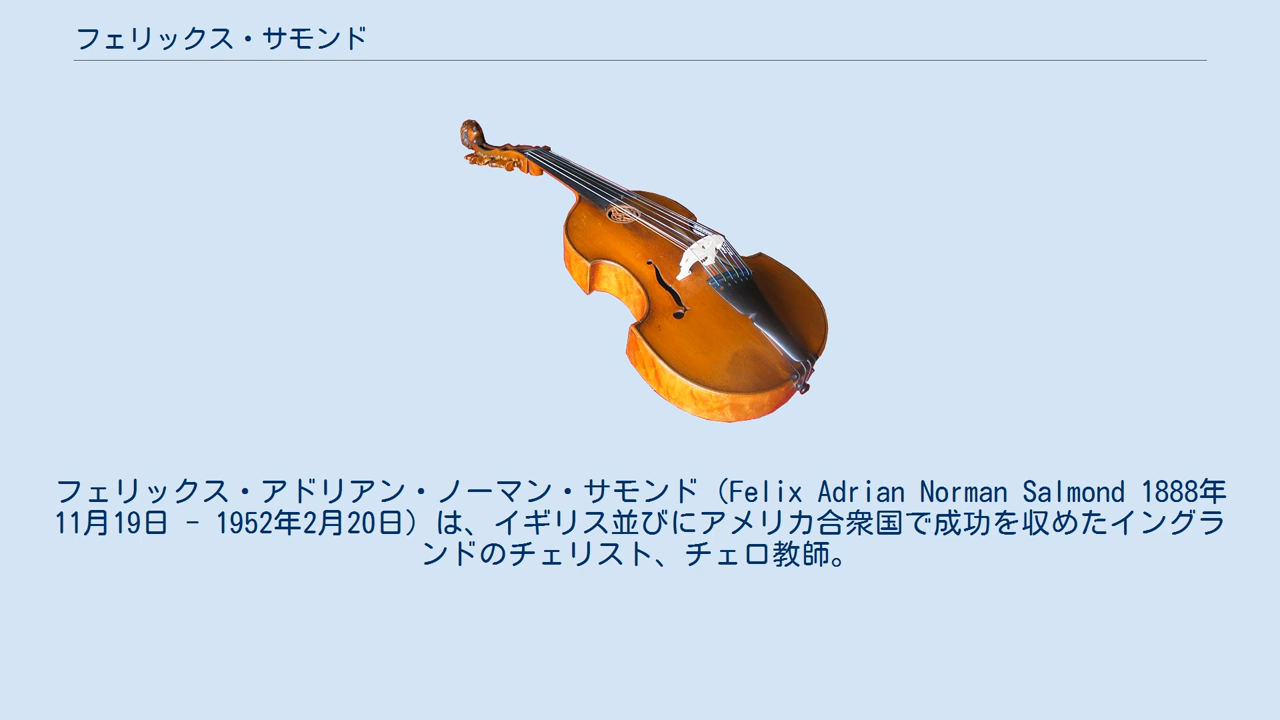 フェリックス・サモンド
フェリックス・アドリアン・ノーマン・サモンド（Felix Adrian Norman Salmond 1888年
11月19日 - 1952年2月20日）は、イギリス並びにアメリカ合衆国で成功を収めたイングラ
ンドのチェリスト、チェロ教師。